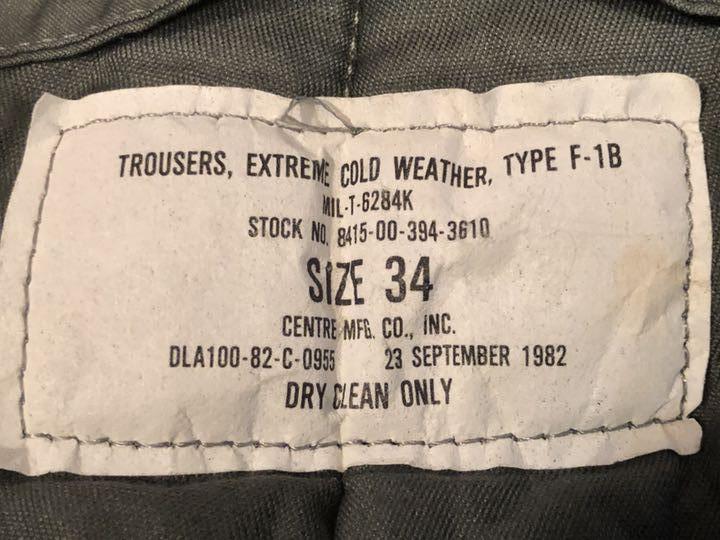 TROUSERS, EXTREME COLD WEATHER, TYPE F-1B
MIL-T-6284K
STOCK NO. 8415-00-394-3610
SIZE 34
CENTRE MFG. CO., INC.
DLA100-82-C-0955 23 SEPTEMBER 1982
DRY CLEAN ONLY